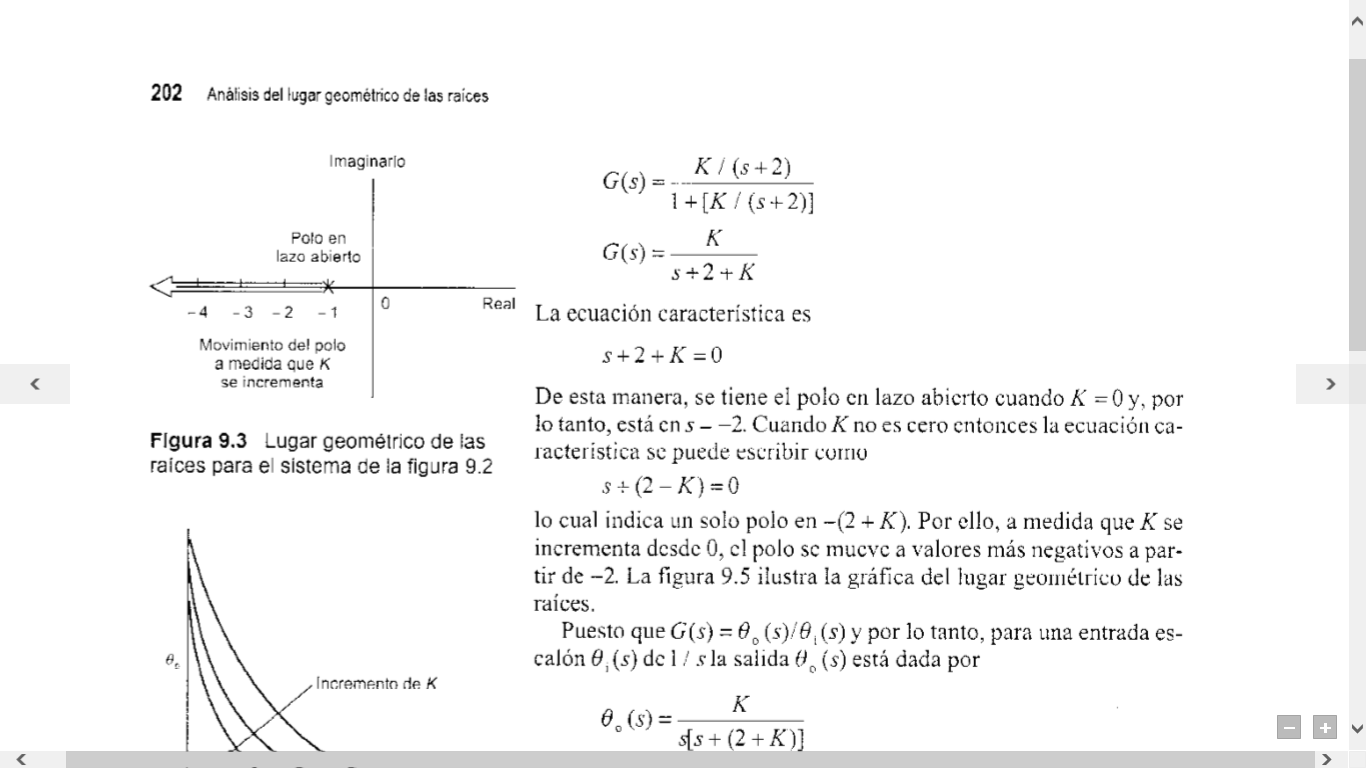 202 Análisis del lugar geométrico de las raíces
Imaginario
Polo en
lazo abierto
0
Real
-4 -3 -2 -1
Movimiento del polo
a medida que K
se incrementa
Figura 9.3 Lugar geométrico de las
raíces para el sistema de la figura 9.2
θ
Incremento de K
G(s) = K / (s+2)
1 + [K / (s+2)]
G(s) = K
s + 2 + K
La ecuación característica es
s + 2 + K = 0
De esta manera, se tiene el polo en lazo abierto cuando K = 0 y, por
lo tanto, está en s – −2. Cuando K no es cero entonces la ecuación ca-
racterística se puede escribir como
s + (2 – K) = 0
lo cual indica un solo polo en −(2 + K). Por ello, a medida que K se
incrementa desde 0, el polo se mueve a valores más negativos a par-
tir de −2. La figura 9.5 ilustra la gráfica del lugar geométrico de las
raíces.
Puesto que G(s) = θo (s)/θi (s) y por lo tanto, para una entrada es-
calón θi (s) de 1 / s la salida θo (s) está dada por
θo (s) = K
s[s + (2 + K)]